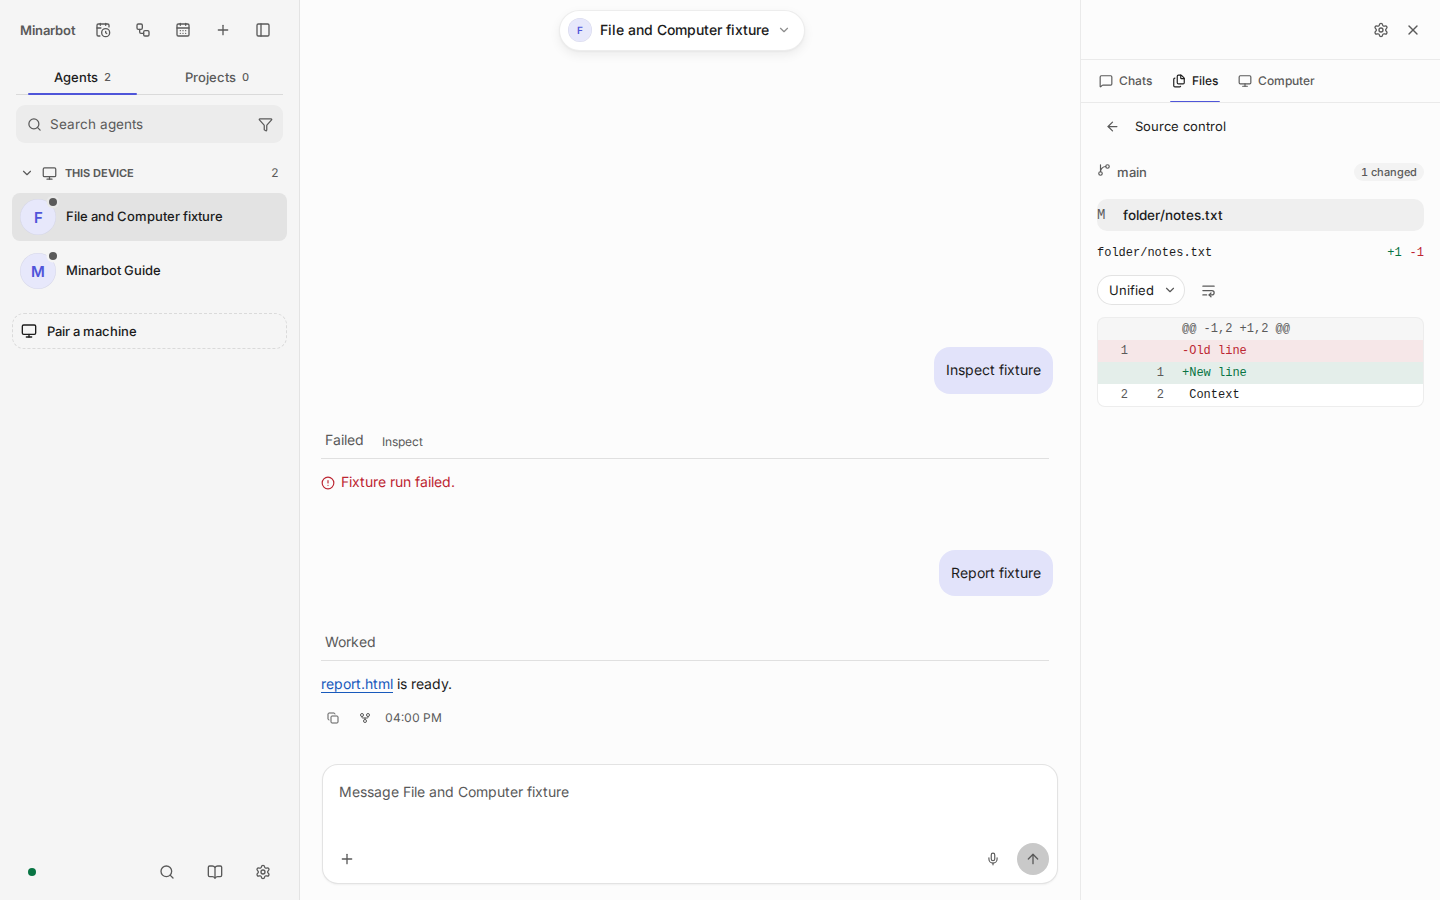 Minarbot
Agents 2
Projects 0
Search agents
THIS DEVICE 2
F File and Computer fixture
M Minarbot Guide
Pair a machine
F File and Computer fixture
Inspect fixture
Failed Inspect
Fixture run failed.
Report fixture
Worked
report.html is ready.
04:00 PM
Message File and Computer fixture
Chats
Files
Computer
Source control
main 1 changed
M folder/notes.txt
folder/notes.txt +1 -1
Unified
@@ -1,2 +1,2 @@
1 -Old line
1 +New line
2 2 Context